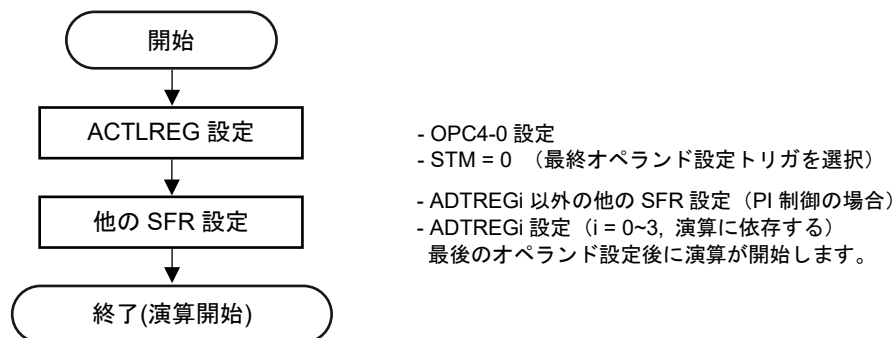 開始
ACTLREG 設定
- OPC4-0 設定
- STM = 0 （最終オペランド設定トリガを選択）
他の SFR 設定
- ADTREGi 以外の他の SFR 設定（PI 制御の場合）
- ADTREGi 設定（i = 0~3, 演算に依存する）
最後のオペランド設定後に演算が開始します。
終了(演算開始)